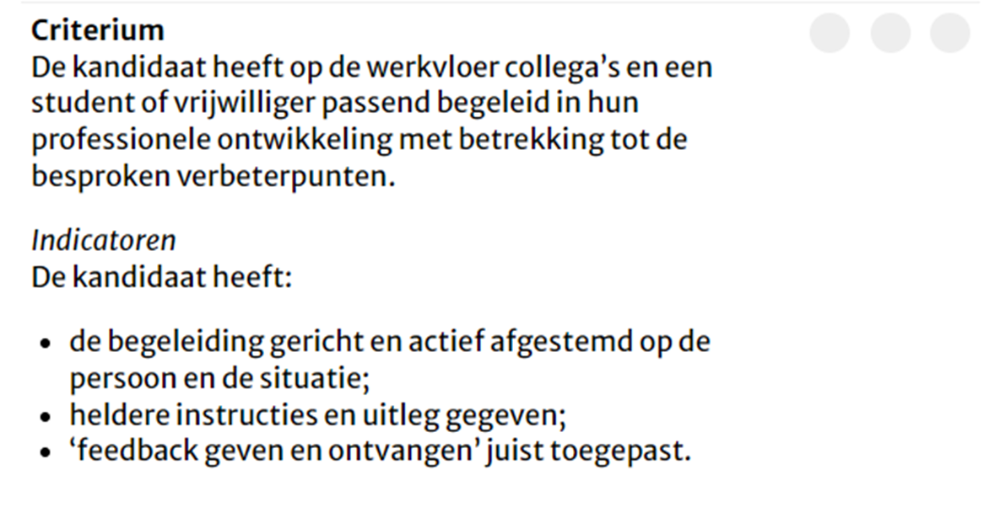 Criterium
De kandidaat heeft op de werkvloer collega’s en een
student of vrijwilliger passend begeleid in hun
professionele ontwikkeling met betrekking tot de
besproken verbeterpunten.
Indicatoren
De kandidaat heeft:
• de begeleiding gericht en actief afgestemd op de
persoon en de situatie;
• heldere instructies en uitleg gegeven;
• ‘feedback geven en ontvangen’ juist toegepast.